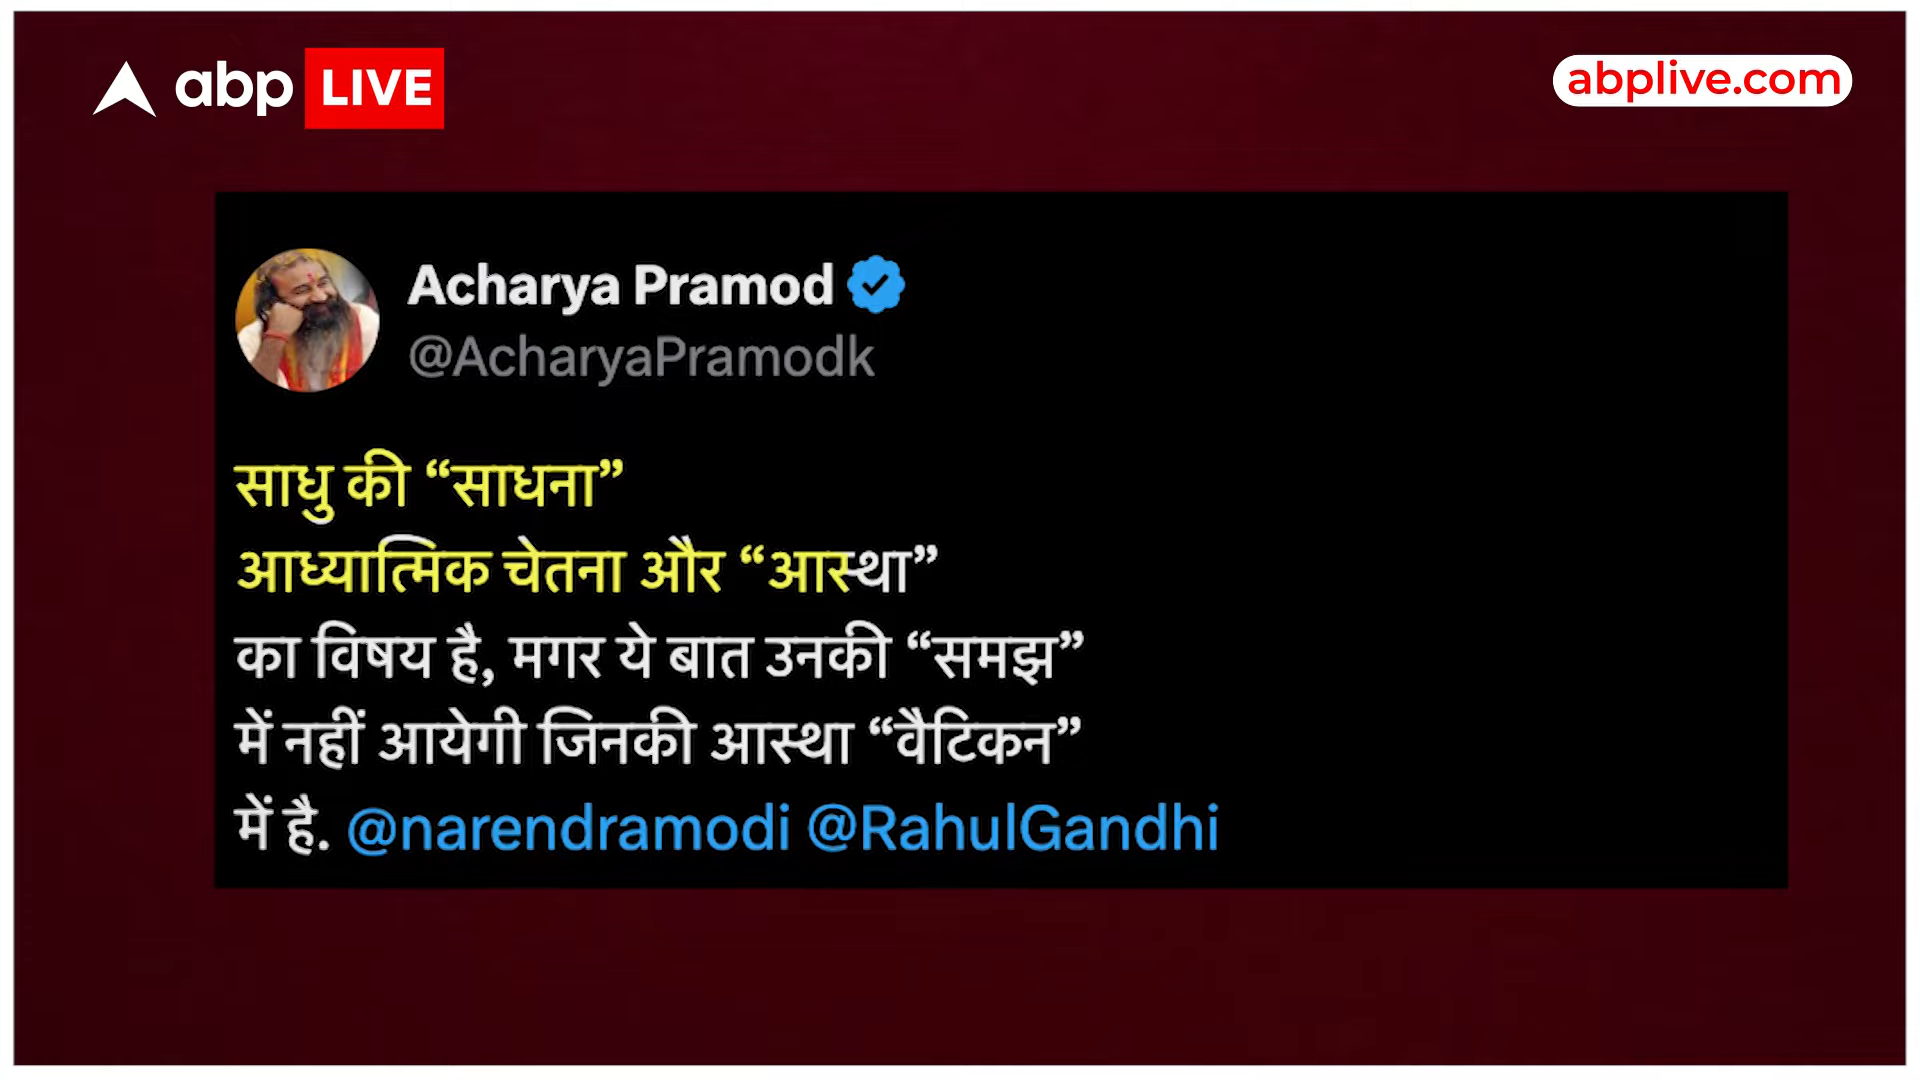 abp LIVE
abplive.com
Acharya Pramod
@AcharyaPramodk
साधु की “साधना”
आध्यात्मिक चेतना और “आस्था”
का विषय है, मगर ये बात उनकी “समझ”
में नहीं आयेगी जिनकी आस्था “वैटिकन”
में है. @narendramodi @RahulGandhi